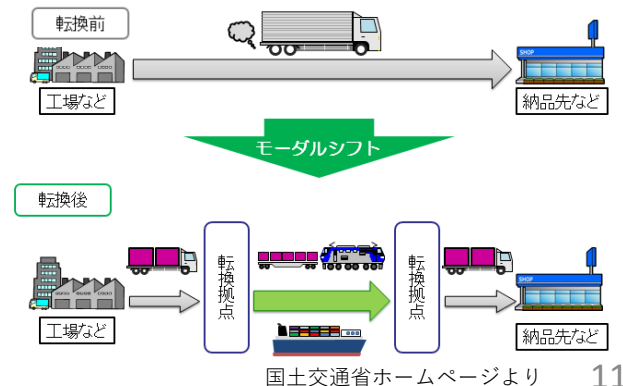 転換前
SHOP
工場など
納品先など
モーダルシフト
転換後
転換拠点
転換拠点
SHOP
工場など
納品先など
国土交通省ホームページより
11